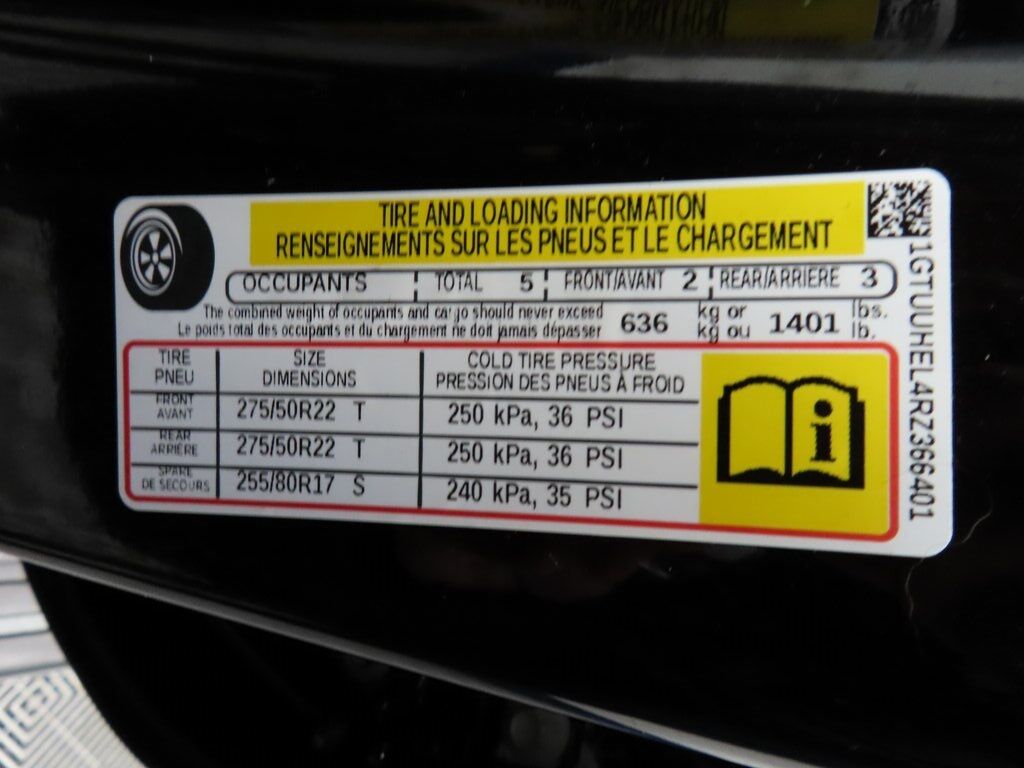 TIRE AND LOADING INFORMATION
RENSEIGNEMENTS SUR LES PNEUS ET LE CHARGEMENT
OCCUPANTS TOTAL 5 FRONT/AVANT 2 REAR/ARRIÈRE 3
The combined weight of occupants and cargo should never exceed 636 kg or 1401 lbs.
Le poids total des occupants et du chargement ne doit jamais dépasser kg ou lb.
TIRE SIZE COLD TIRE PRESSURE
PNEU DIMENSIONS PRESSION DES PNEUS À FROID
FRONT
AVANT 275/50R22 T 250 kPa, 36 PSI
REAR
ARRIÈRE 275/50R22 T 250 kPa, 36 PSI
SPARE
DE SECOURS 255/80R17 S 240 kPa, 35 PSI
i
1GTUUHEL4RZ366401